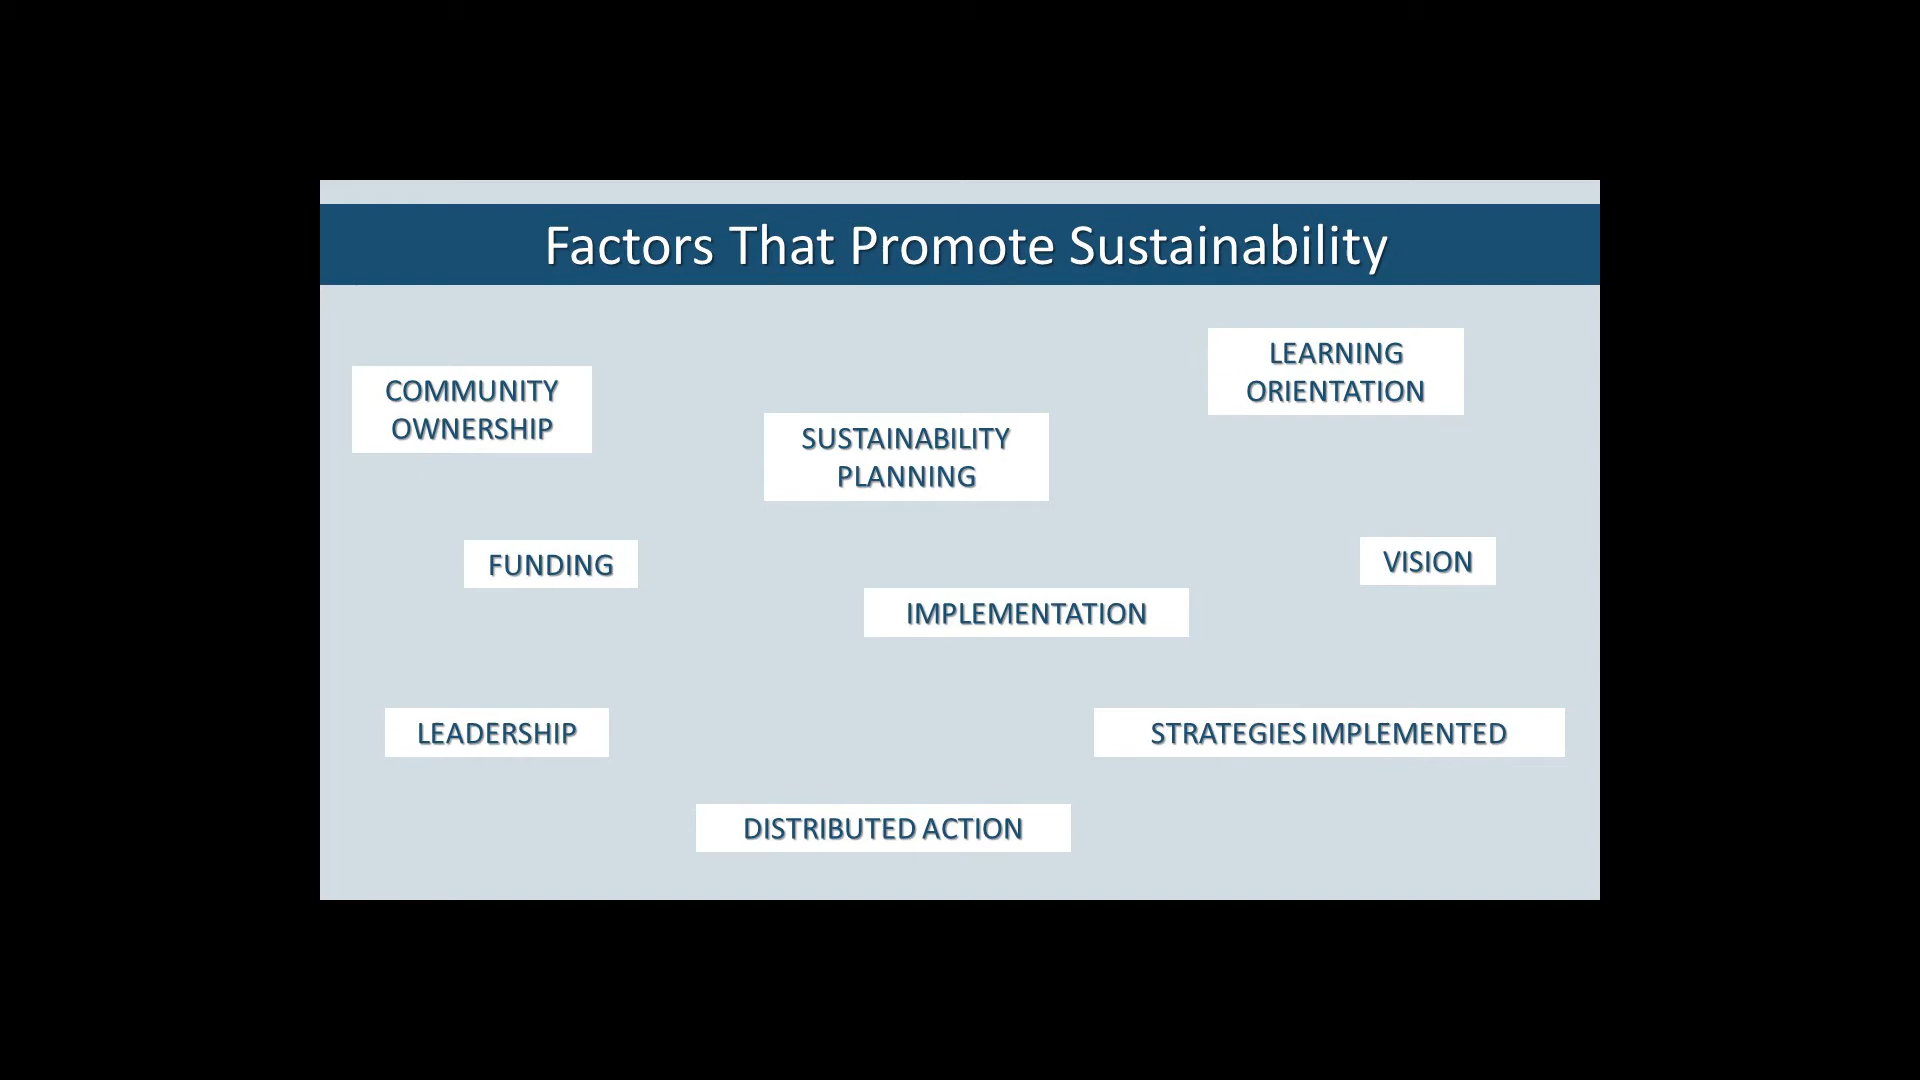 Factors That Promote Sustainability
COMMUNITY
OWNERSHIP
SUSTAINABILITY
PLANNING
LEARNING
ORIENTATION
FUNDING
IMPLEMENTATION
VISION
LEADERSHIP
STRATEGIES IMPLEMENTED
DISTRIBUTED ACTION